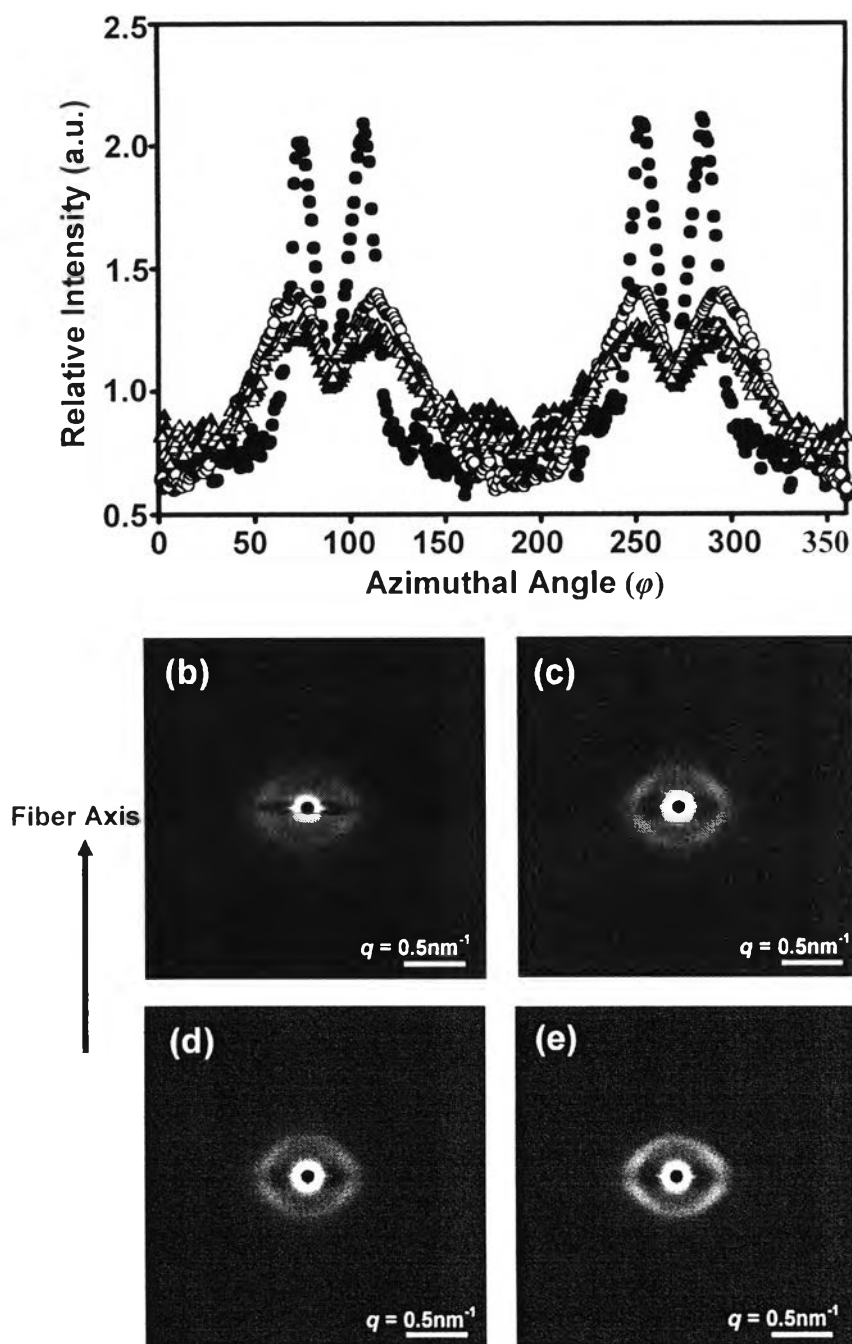 2.5
2.0
1.5
1.0
0.5
Relative Intensity (a.u.)
0 50 100 150 200 250 300 350
Azimuthal Angle (φ)
(b)
(c)
Fiber Axis
q = 0.5nm⁻¹
q = 0.5nm⁻¹
(d)
(e)
q = 0.5nm⁻¹
q = 0.5nm⁻¹